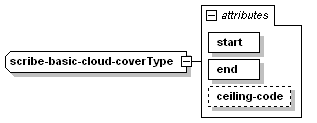 attributes
start
scribe-basic-cloud-coverType
end
ceiling-code